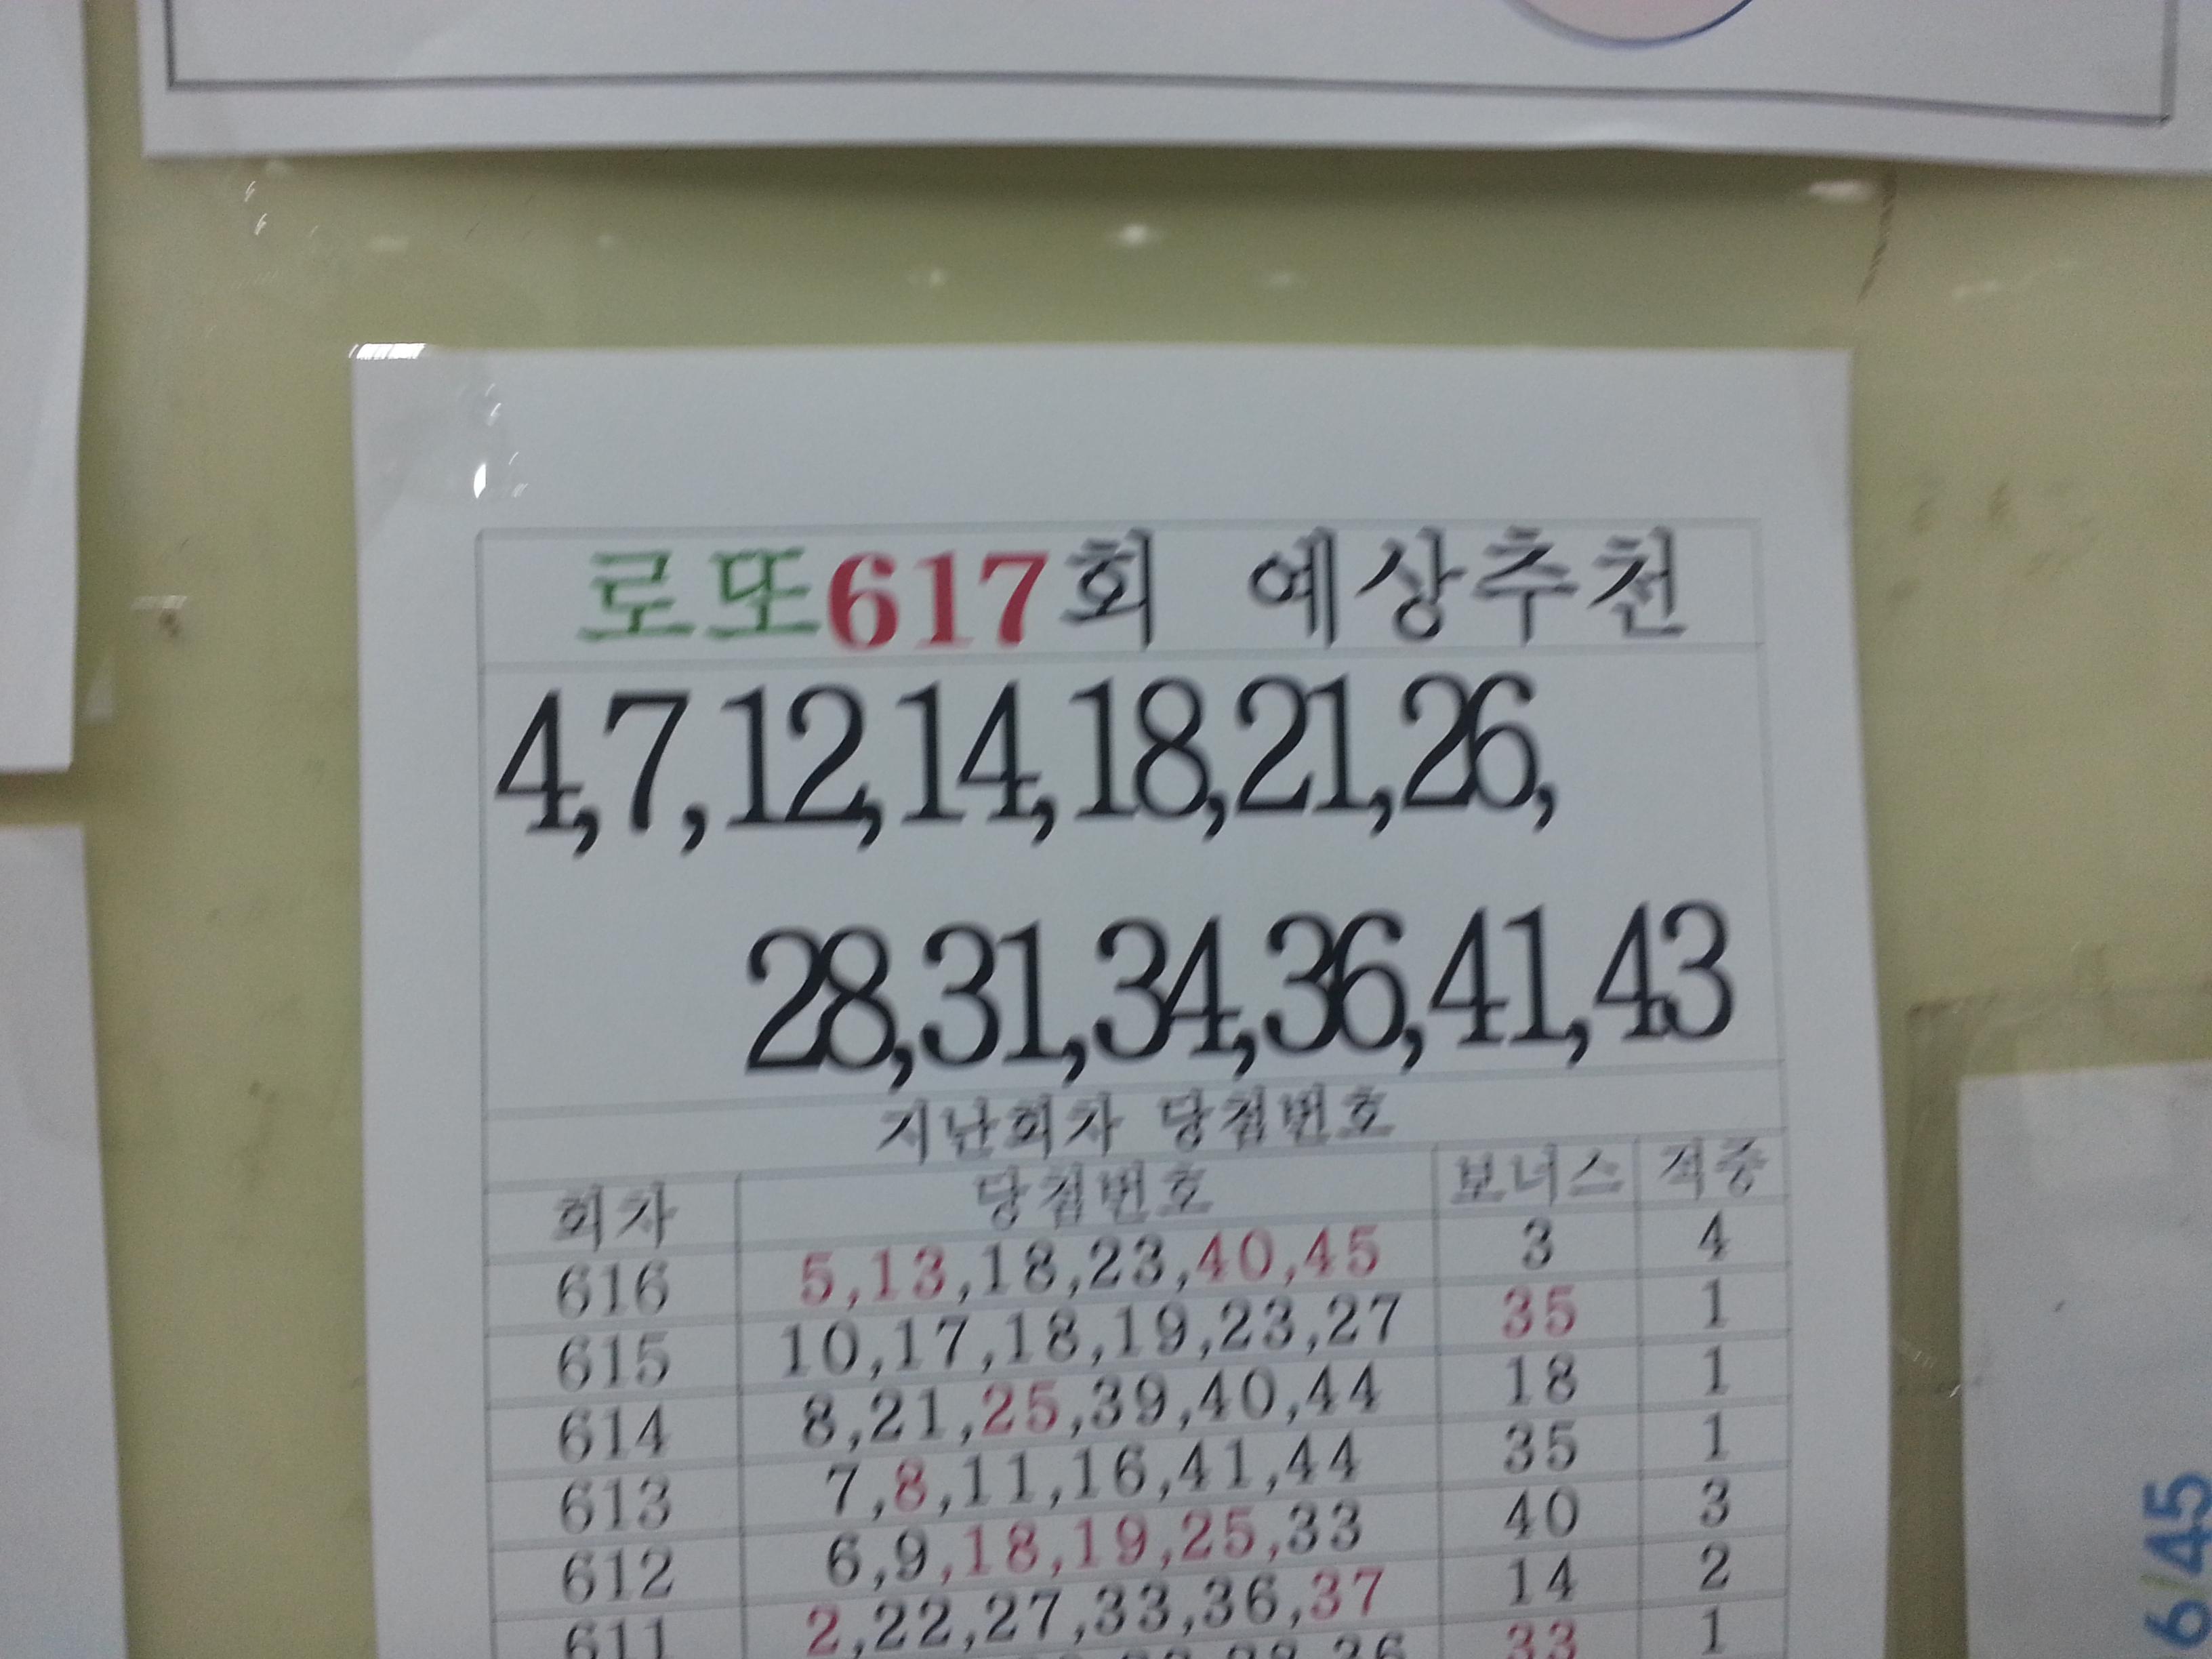 로또617회 예상추천
4,7,12,14,18,21,26,
28,31,34,36,41,43
지난회차 당첨번호
회차 당첨번호 보너스 적중
616 5,13,18,23,40,45 3 4
615 10,17,18,19,23,27 35 1
614 8,21,25,39,40,44 18 1
613 7,8,11,16,41,44 35 1
612 6,9,18,19,25,33 40 3
611 2,22,27,33,36,37 14 2
36 33 1
6/45